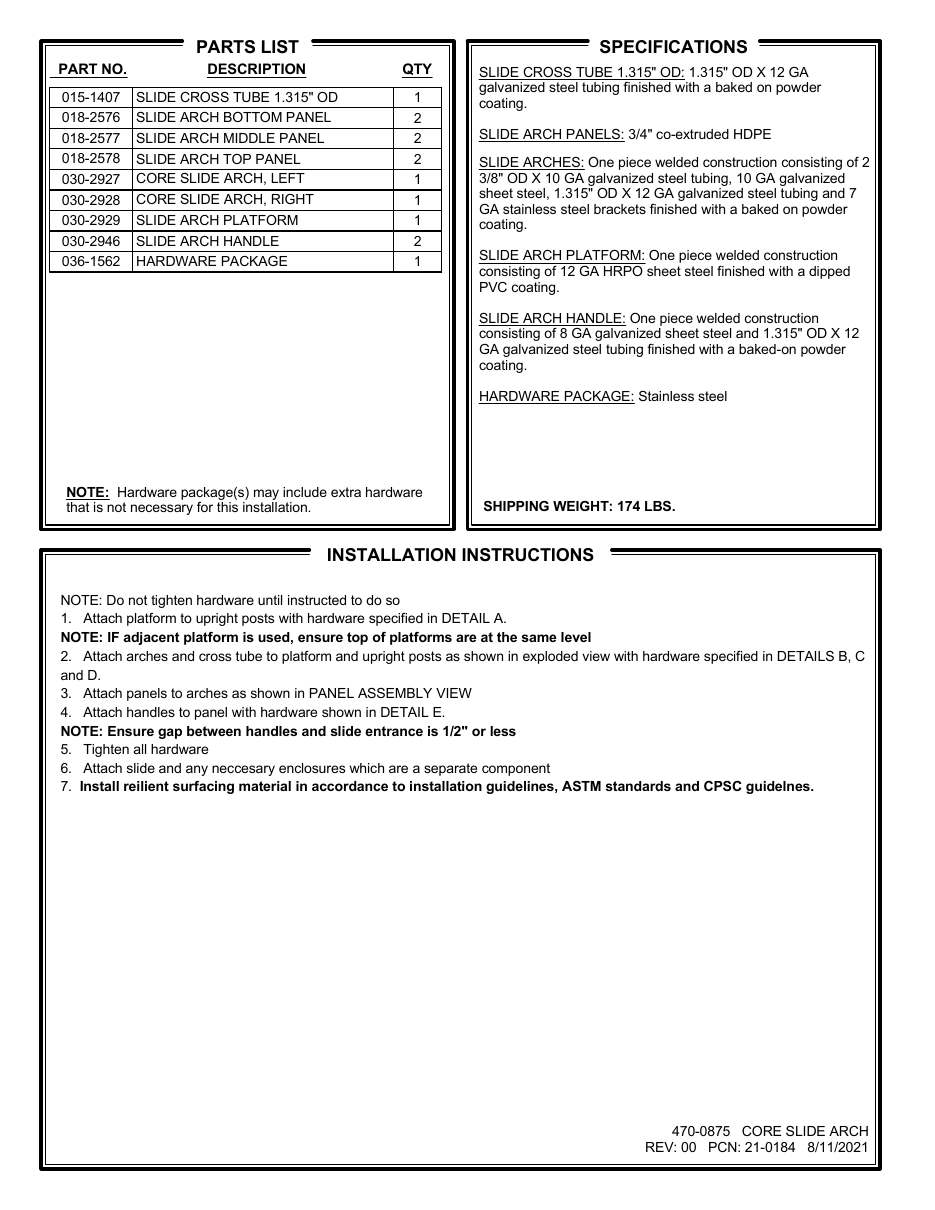 PARTS LIST
PART NO. DESCRIPTION QTY
015-1407 SLIDE CROSS TUBE 1.315" OD 1
018-2576 SLIDE ARCH BOTTOM PANEL 2
018-2577 SLIDE ARCH MIDDLE PANEL 2
018-2578 SLIDE ARCH TOP PANEL 2
030-2927 CORE SLIDE ARCH, LEFT 1
030-2928 CORE SLIDE ARCH, RIGHT 1
030-2929 SLIDE ARCH PLATFORM 1
030-2946 SLIDE ARCH HANDLE 2
036-1562 HARDWARE PACKAGE 1
NOTE: Hardware package(s) may include extra hardware
that is not necessary for this installation.
SPECIFICATIONS
SLIDE CROSS TUBE 1.315" OD: 1.315" OD X 12 GA
galvanized steel tubing finished with a baked on powder
coating.
SLIDE ARCH PANELS: 3/4" co-extruded HDPE
SLIDE ARCHES: One piece welded construction consisting of 2
3/8" OD X 10 GA galvanized steel tubing, 10 GA galvanized
sheet steel, 1.315" OD X 12 GA galvanized steel tubing and 7
GA stainless steel brackets finished with a baked on powder
coating.
SLIDE ARCH PLATFORM: One piece welded construction
consisting of 12 GA HRPO sheet steel finished with a dipped
PVC coating.
SLIDE ARCH HANDLE: One piece welded construction
consisting of 8 GA galvanized sheet steel and 1.315" OD X 12
GA galvanized steel tubing finished with a baked-on powder
coating.
HARDWARE PACKAGE: Stainless steel
SHIPPING WEIGHT: 174 LBS.
INSTALLATION INSTRUCTIONS
NOTE: Do not tighten hardware until instructed to do so
1. Attach platform to upright posts with hardware specified in DETAIL A.
NOTE: IF adjacent platform is used, ensure top of platforms are at the same level
2. Attach arches and cross tube to platform and upright posts as shown in exploded view with hardware specified in DETAILS B, C
and D.
3. Attach panels to arches as shown in PANEL ASSEMBLY VIEW
4. Attach handles to panel with hardware shown in DETAIL E.
NOTE: Ensure gap between handles and slide entrance is 1/2" or less
5. Tighten all hardware
6. Attach slide and any neccesary enclosures which are a separate component
7. Install reilient surfacing material in accordance to installation guidelines, ASTM standards and CPSC guidelnes.
470-0875 CORE SLIDE ARCH
REV: 00 PCN: 21-0184 8/11/2021